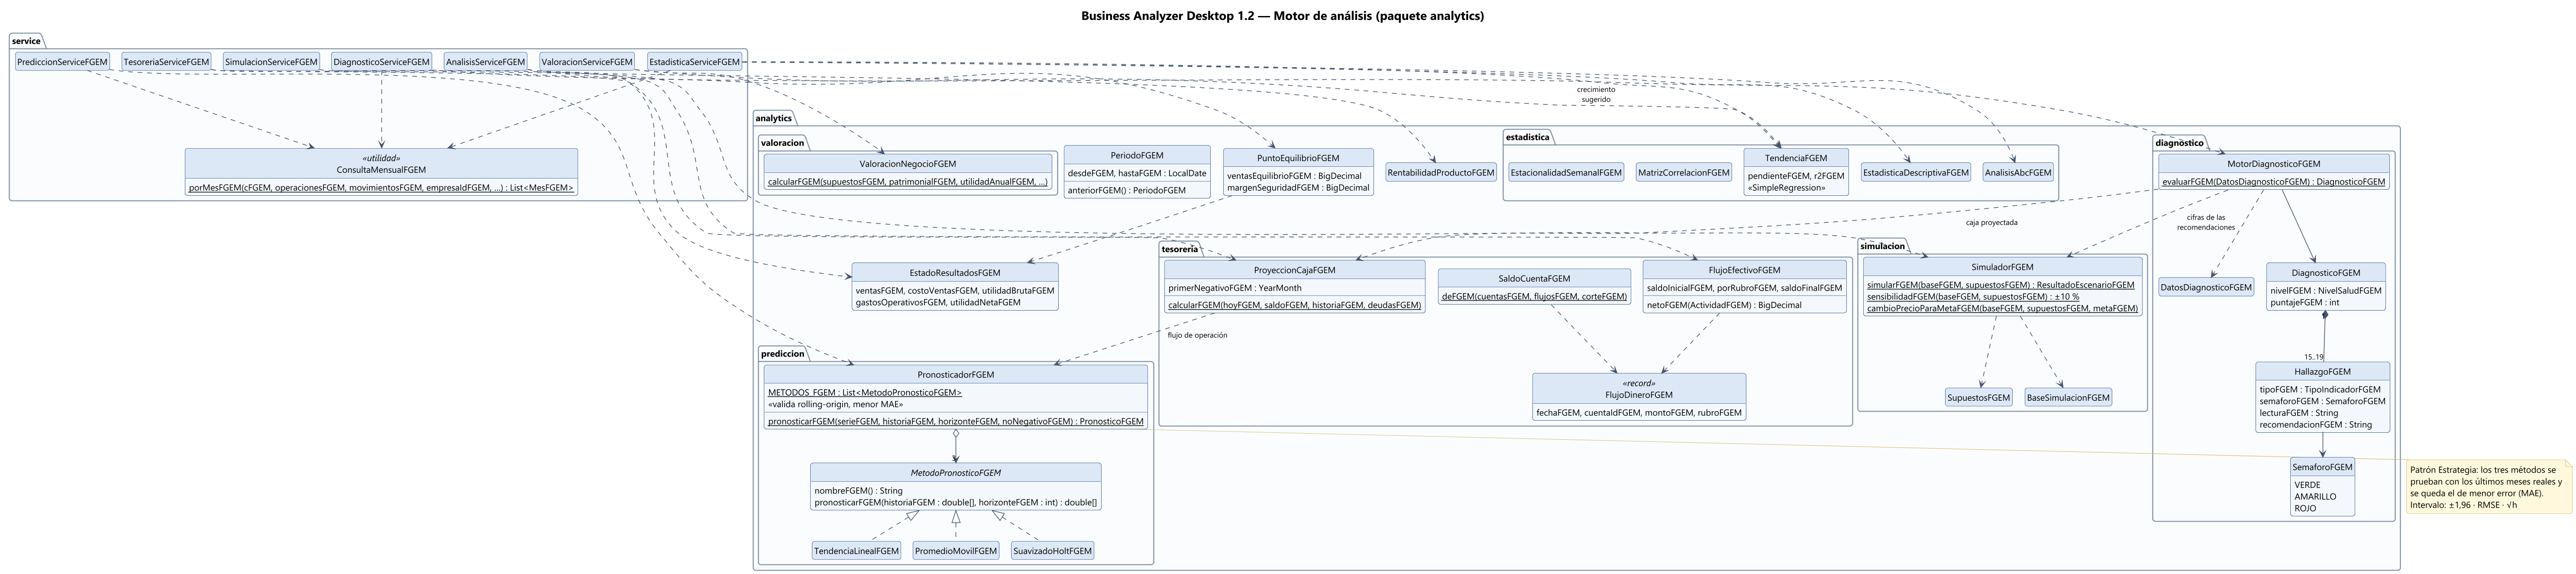 Business Analyzer Desktop 1.2 — Motor de análisis (paquete analytics)
service
PrediccionServiceFGEM
TesoreriaServiceFGEM
SimulacionServiceFGEM
DiagnosticoServiceFGEM
AnalisisServiceFGEM
ValoracionServiceFGEM
EstadisticaServiceFGEM
«utilidad»
ConsultaMensualFGEM
porMesFGEM(cFGEM, operacionesFGEM, movimientosFGEM, empresaIdFGEM, ...) : List<MesFGEM>
crecimiento
sugerido
analytics
valoracion
ValoracionNegocioFGEM
calcularFGEM(supuestosFGEM, patrimonialFGEM, utilidadAnualFGEM, ...)
PeriodoFGEM
desdeFGEM, hastaFGEM : LocalDate
anteriorFGEM() : PeriodoFGEM
PuntoEquilibrioFGEM
ventasEquilibrioFGEM : BigDecimal
margenSeguridadFGEM : BigDecimal
RentabilidadProductoFGEM
estadistica
EstacionalidadSemanalFGEM
MatrizCorrelacionFGEM
TendenciaFGEM
pendienteFGEM, r2FGEM
«SimpleRegression»
EstadisticaDescriptivaFGEM
AnalisisAbcFGEM
diagnostico
MotorDiagnosticoFGEM
evaluarFGEM(DatosDiagnosticoFGEM) : DiagnosticoFGEM
caja proyectada
cifras de las
recomendaciones
EstadoResultadosFGEM
ventasFGEM, costoVentasFGEM, utilidadBrutaFGEM
gastosOperativosFGEM, utilidadNetaFGEM
tesoreria
ProyeccionCajaFGEM
primerNegativoFGEM : YearMonth
calcularFGEM(hoyFGEM, saldoFGEM, historiaFGEM, deudasFGEM)
SaldoCuentaFGEM
deFGEM(cuentasFGEM, flujosFGEM, corteFGEM)
FlujoEfectivoFGEM
saldoInicialFGEM, porRubroFGEM, saldoFinalFGEM
netoFGEM(ActividadFGEM) : BigDecimal
simulacion
SimuladorFGEM
simularFGEM(baseFGEM, supuestosFGEM) : ResultadoEscenarioFGEM
sensibilidadFGEM(baseFGEM, supuestosFGEM) : ±10 %
cambioPrecioParaMetaFGEM(baseFGEM, supuestosFGEM, metaFGEM)
DatosDiagnosticoFGEM
DiagnosticoFGEM
nivelFGEM : NivelSaludFGEM
puntajeFGEM : int
flujo de operación
15..19
prediccion
PronosticadorFGEM
METODOS_FGEM : List<MetodoPronosticoFGEM>
«valida rolling-origin, menor MAE»
pronosticarFGEM(serieFGEM, historiaFGEM, horizonteFGEM, noNegativoFGEM) : PronosticoFGEM
«record»
FlujoDineroFGEM
fechaFGEM, cuentaIdFGEM, montoFGEM, rubroFGEM
SupuestosFGEM
BaseSimulacionFGEM
HallazgoFGEM
tipoFGEM : TipoIndicadorFGEM
semaforoFGEM : SemaforoFGEM
lecturaFGEM : String
recomendacionFGEM : String
MetodoPronosticoFGEM
nombreFGEM() : String
pronosticarFGEM(historiaFGEM : double[], horizonteFGEM : int) : double[]
SemaforoFGEM
VERDE
AMARILLO
ROJO
Patrón Estrategia: los tres métodos se
prueban con los últimos meses reales y
se queda el de menor error (MAE).
Intervalo: ±1,96 · RMSE · √h
TendenciaLinealFGEM
PromedioMovilFGEM
SuavizadoHoltFGEM